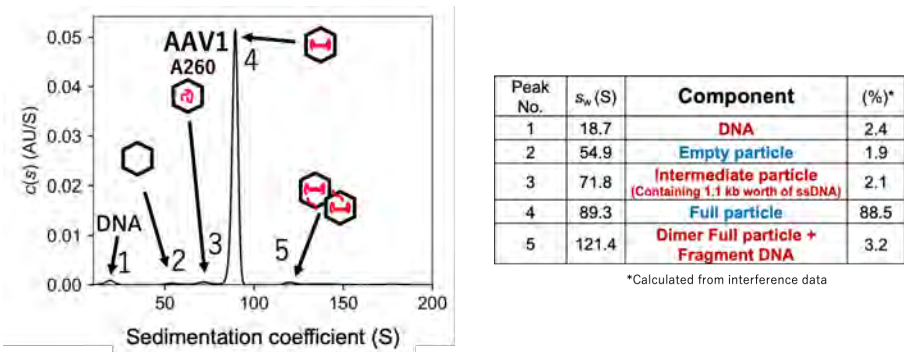 c(s) (AU/S)
0.05
0.04
0.03
0.02
0.01
0.00
AAV1
A260
4
DNA
1
2
3
5
50
100
150
200
Sedimentation coefficient (S)
Peak No. sw (S) Component (%)*
1 18.7 DNA 2.4
2 54.9 Empty particle 1.9
3 71.8 Intermediate particle (Containing 1.1 kb worth of ssDNA) 2.1
4 89.3 Full particle 88.5
5 121.4 Dimer Full particle + Fragment DNA 3.2
*Calculated from interference data